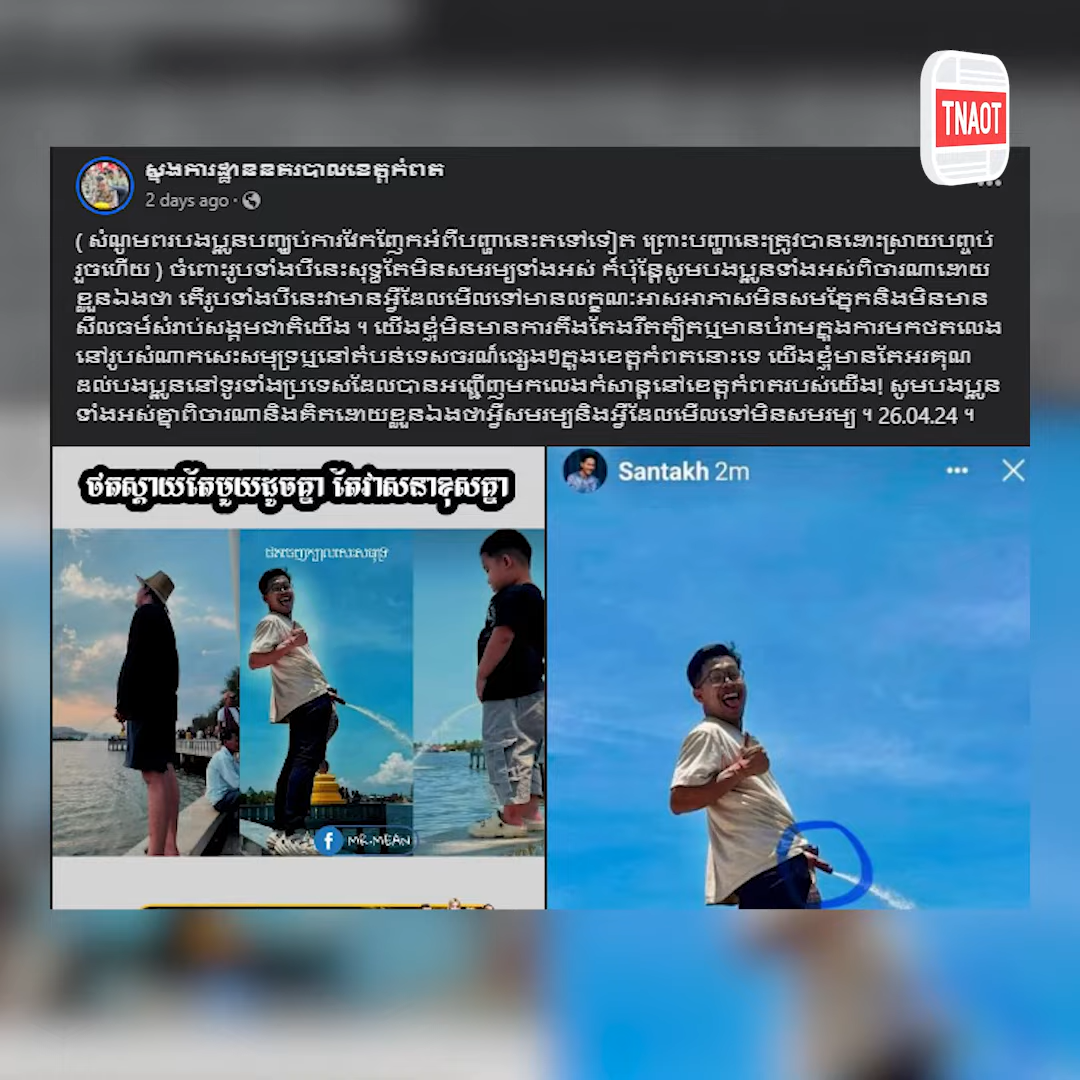 TNAOT
ស្នងការដ្ឋាននគរបាលខេត្តកំពត
2 days ago ·
( សំណូមពរបងប្អូនបញ្ឈប់ការវែកញែកអំពីបញ្ហានេះតទៅទៀត ព្រោះបញ្ហានេះត្រូវបានដោះស្រាយបញ្ចប់
រួចហើយ ) ចំពោះរូបទាំងបីនេះសុទ្ធតែមិនសមរម្យទាំងអស់ ក៏ប៉ុន្តែសូមបងប្អូនទាំងអស់ពិចារណាដោយ
ខ្លួនឯងថា តើរូបទាំងបីនេះវាមានអ្វីដែលមើលទៅមានលក្ខណៈអាសអាភាសមិនសមភ្នែកនិងមិនមាន
សីលធម៌សំរាប់សង្គមជាតិយើង ។ យើងខ្ញុំមិនមានការតឹងតែងរឹតត្បិតឬមានបំរាមក្នុងការមកថតលេង
នៅរូបសំណាកសេះសមុទ្រឬនៅតំបន់ទេសចរណ៍ផ្សេងៗក្នុងខេត្តកំពតនោះទេ យើងខ្ញុំមានតែអរគុណ
ដល់បងប្អូននៅទូរទាំងប្រទេសដែលបានអញ្ជើញមកលេងកំសាន្តនៅខេត្តកំពតរបស់យើង! សូមបងប្អូន
ទាំងអស់គ្នាពិចារណានិងគិតដោយខ្លួនឯងថាអ្វីសមរម្យនិងអ្វីដែលមើលទៅមិនសមរម្យ ។ 26.04.24 ។
ថតស្តាយតែមួយដូចគ្នា តែវាសនាខុសគ្នា
ថតចេញក្បាលសេះសមុទ្រ
MR.MEAN
Santakh 2m